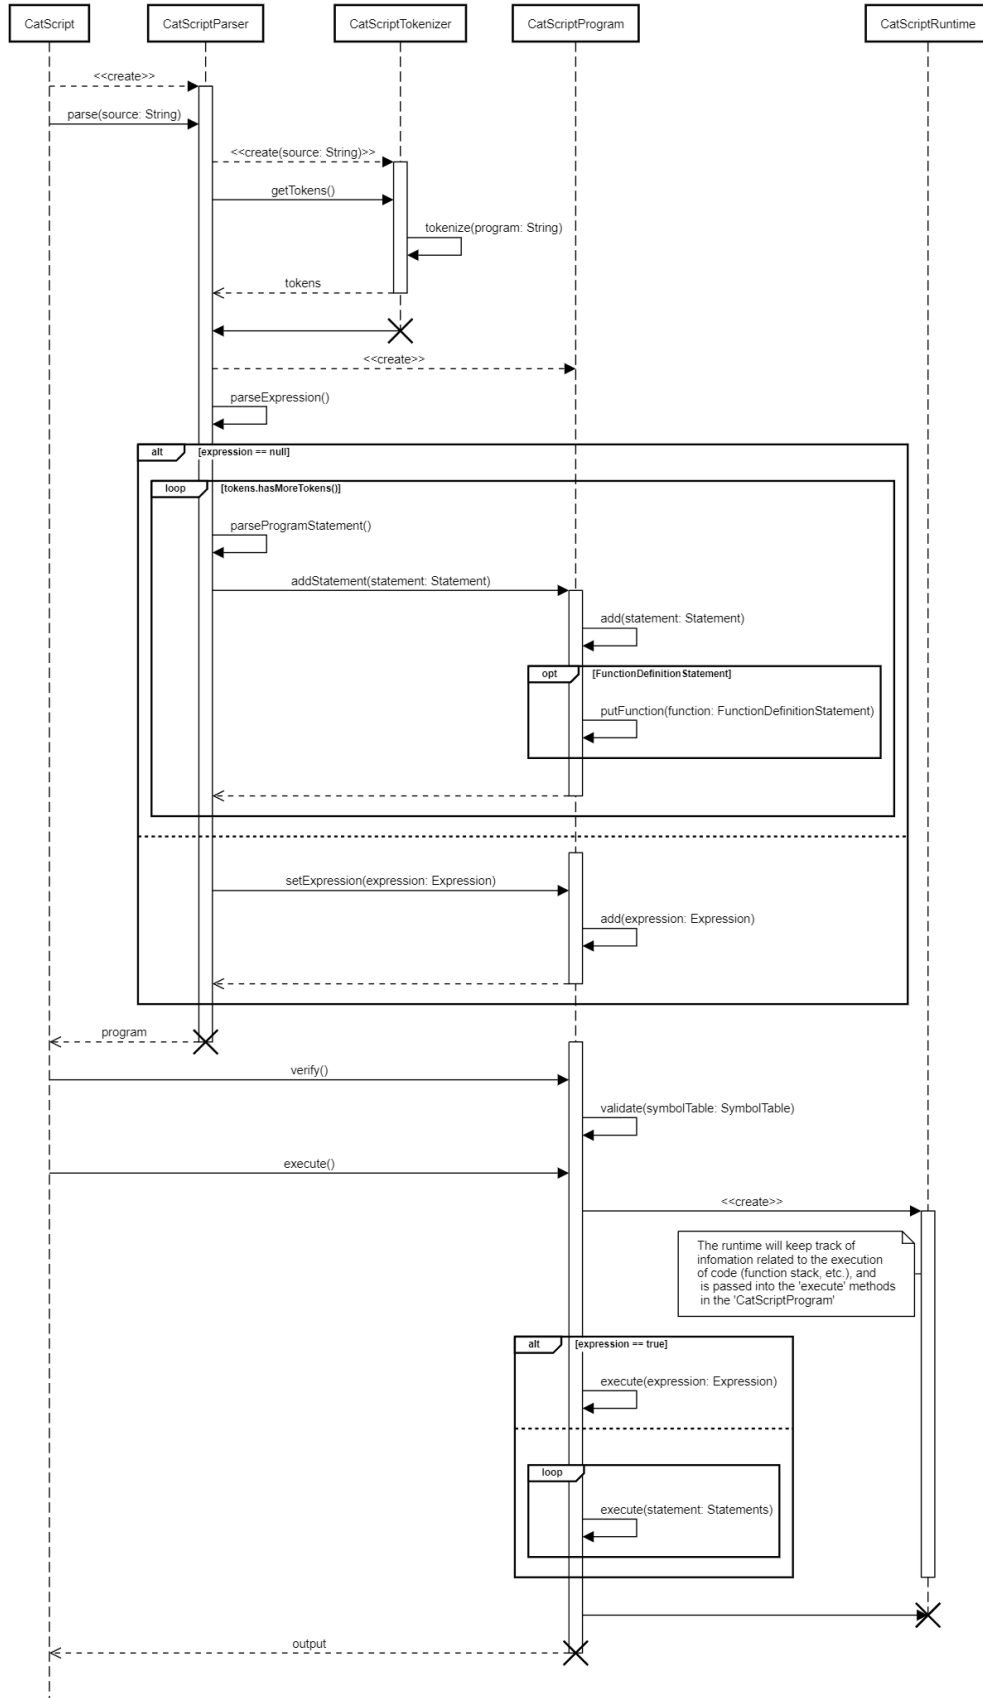 CatScript
CatScriptParser
CatScriptTokenizer
CatScriptProgram
CatScriptRuntime
<<create>>
parse(source: String)
<<create(source: String)>>
getTokens()
tokenize(program: String)
tokens
<<create>>
parseExpression()
alt
[expression == null]
loop
[tokens.hasMoreTokens()]
parseProgramStatement()
addStatement(statement: Statement)
add(statement: Statement)
opt
[FunctionDefinitionStatement]
putFunction(function: FunctionDefinitionStatement)
setExpression(expression: Expression)
add(expression: Expression)
program
verify()
validate(symbolTable: SymbolTable)
execute()
<<create>>
The runtime will keep track of
infomation related to the execution
of code (function stack, etc.), and
is passed into the 'execute' methods
in the 'CatScriptProgram'
alt
[expression == true]
execute(expression: Expression)
loop
execute(statement: Statements)
output